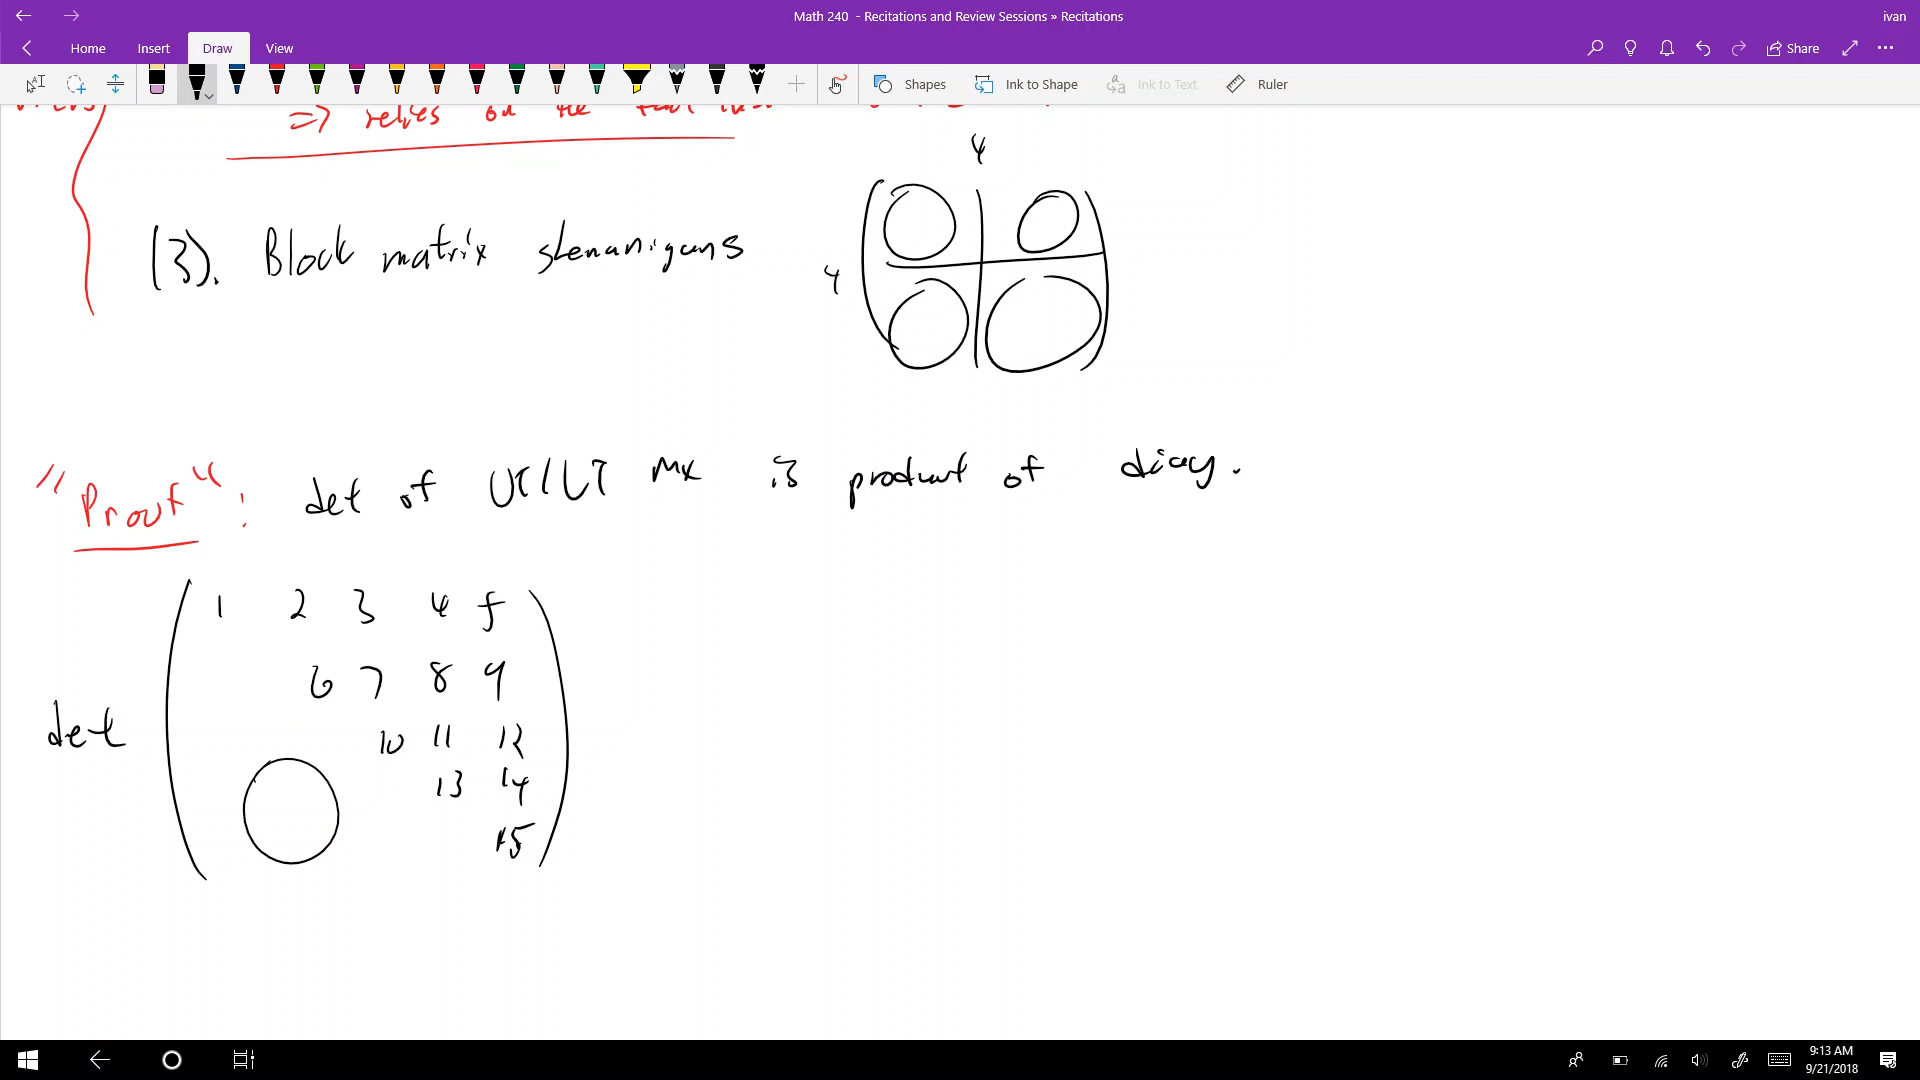 Math 240 - Recitations and Review Sessions » Recitations
ivan
Home Insert Draw View
Share
Shapes Ink to Shape Ink to Text Ruler
=> relies on the
4
(3). Block matrix shenanigans
4
"Proof": det of UT/LT Mx is product of diag.
1 2 3 4 5
6 7 8 9
det
10 11 12
13 14
15
9:13 AM
9/21/2018